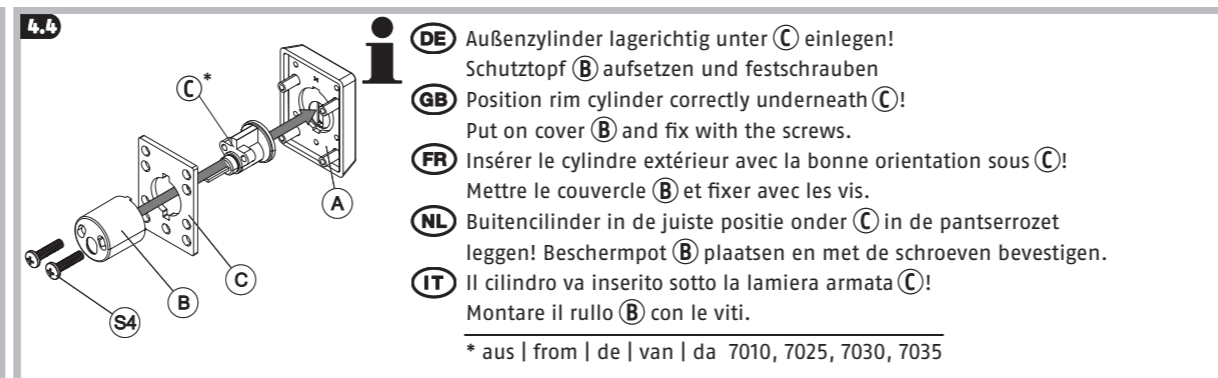 4.4
C*
A
C
B
S4
DE Außenzylinder lagerichtig unter C einlegen!
Schutztopf B aufsetzen und festschrauben
GB Position rim cylinder correctly underneath C!
Put on cover B and fix with the screws.
FR Insérer le cylindre extérieur avec la bonne orientation sous C!
Mettre le couvercle B et fixer avec les vis.
NL Buitencilinder in de juiste positie onder C in de pantserrozet
leggen! Beschermpot B plaatsen en met de schroeven bevestigen.
IT Il cilindro va inserito sotto la lamiera armata C!
Montare il rullo B con le viti.
* aus | from | de | van | da 7010, 7025, 7030, 7035